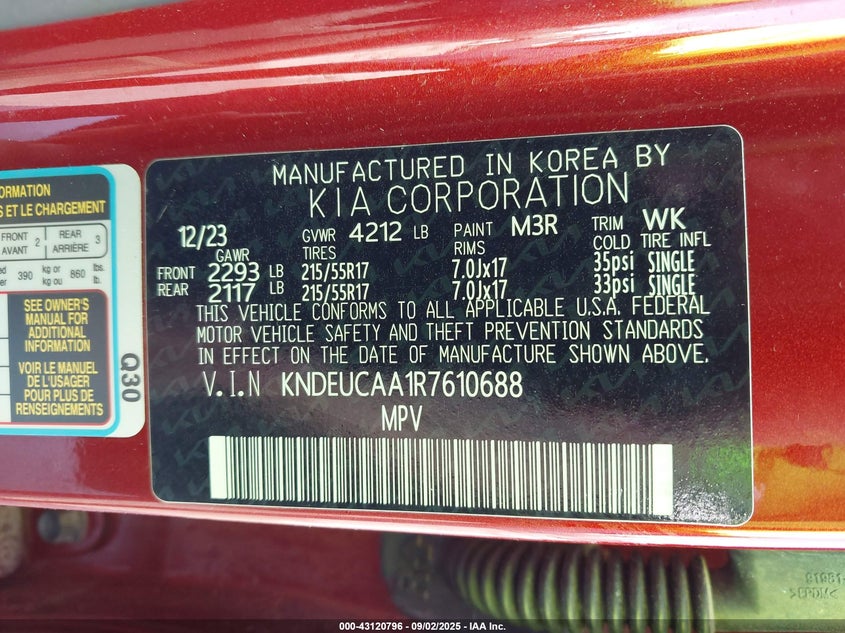 ORMATION
S ET LE CHARGEMENT
FRONT AVANT 2 REAR ARRIÈRE 3
390 kg or kg ou 860 lbs. lb.
SEE OWNER'S
MANUAL FOR
ADDITIONAL
INFORMATION
VOIR LE MANUEL
DE L'USAGER
POUR PLUS DE
RENSEIGNEMENTS
Q30
MANUFACTURED IN KOREA BY
KIA CORPORATION
12/23 GVWR 4212 LB PAINT M3R TRIM WK
GAWR TIRES RIMS COLD TIRE INFL
FRONT 2293 LB 215/55R17 7.0Jx17 35psi SINGLE
REAR 2117 LB 215/55R17 7.0Jx17 33psi SINGLE
THIS VEHICLE CONFORMS TO ALL APPLICABLE U.S.A. FEDERAL
MOTOR VEHICLE SAFETY AND THEFT PREVENTION STANDARDS
IN EFFECT ON THE DATE OF MANUFACTURE SHOWN ABOVE.
V.I.N KNDEUCAA1R7610688
MPV
>EPDM<
000-43120796 - 09/02/2025 - IAA Inc.